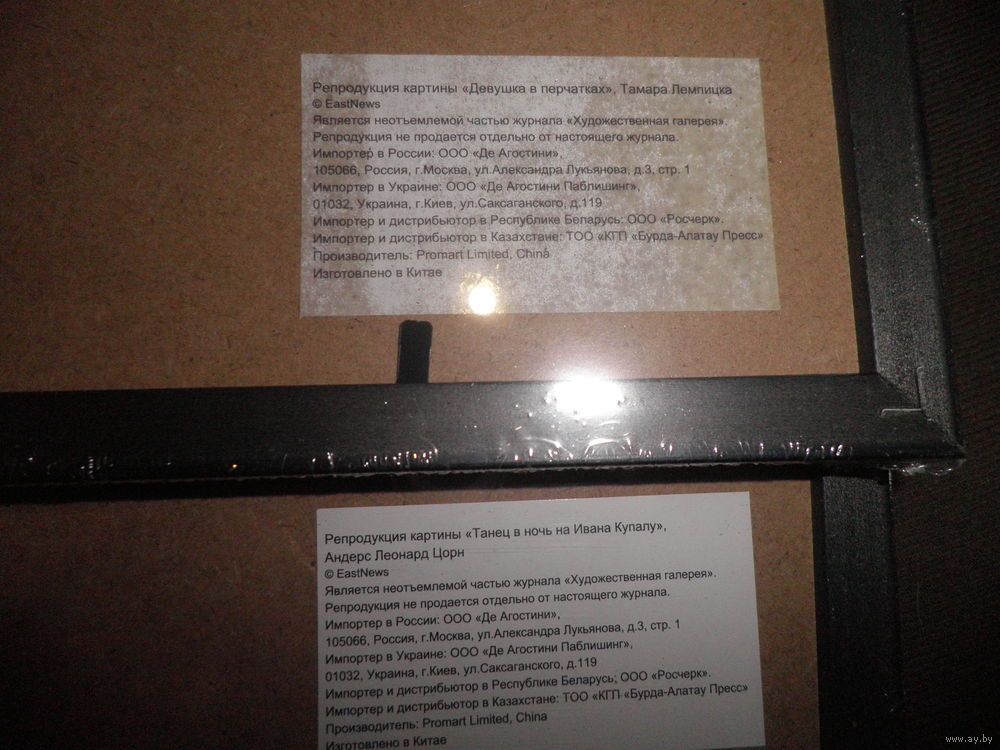 Репродукция картины «Девушка в перчатках», Тамара Лемпицка
© EastNews
Является неотъемлемой частью журнала «Художественная галерея».
Репродукция не продается отдельно от настоящего журнала.
Импортер в России: ООО «Де Агостини»,
105066, Россия, г.Москва, ул.Александра Лукьянова, д.3, стр. 1
Импортер в Украине: ООО «Де Агостини Паблишинг»,
01032, Украина, г.Киев, ул.Саксаганского, д.119
Импортер и дистрибьютор в Республике Беларусь: ООО «Росчерк».
Импортер и дистрибьютор в Казахстане: ТОО «КГП «Бурда-Алатау Пресс»
Производитель: Promart Limited, China
Изготовлено в Китае
Репродукция картины «Танец в ночь на Ивана Купалу»,
Андерс Леонард Цорн
© EastNews
Является неотъемлемой частью журнала «Художественная галерея».
Репродукция не продается отдельно от настоящего журнала.
Импортер в России: ООО «Де Агостини»,
105066, Россия, г.Москва, ул.Александра Лукьянова, д.3, стр. 1
Импортер в Украине: ООО «Де Агостини Паблишинг»,
01032, Украина, г.Киев, ул.Саксаганского, д.119
Импортер и дистрибьютор в Республике Беларусь; ООО «Росчерк».
Импортер и дистрибьютор в Казахстане: ТОО «КГП «Бурда-Алатау Пресс»
Производитель: Promart Limited, China
Изготовлено в Китае
www.ay.by